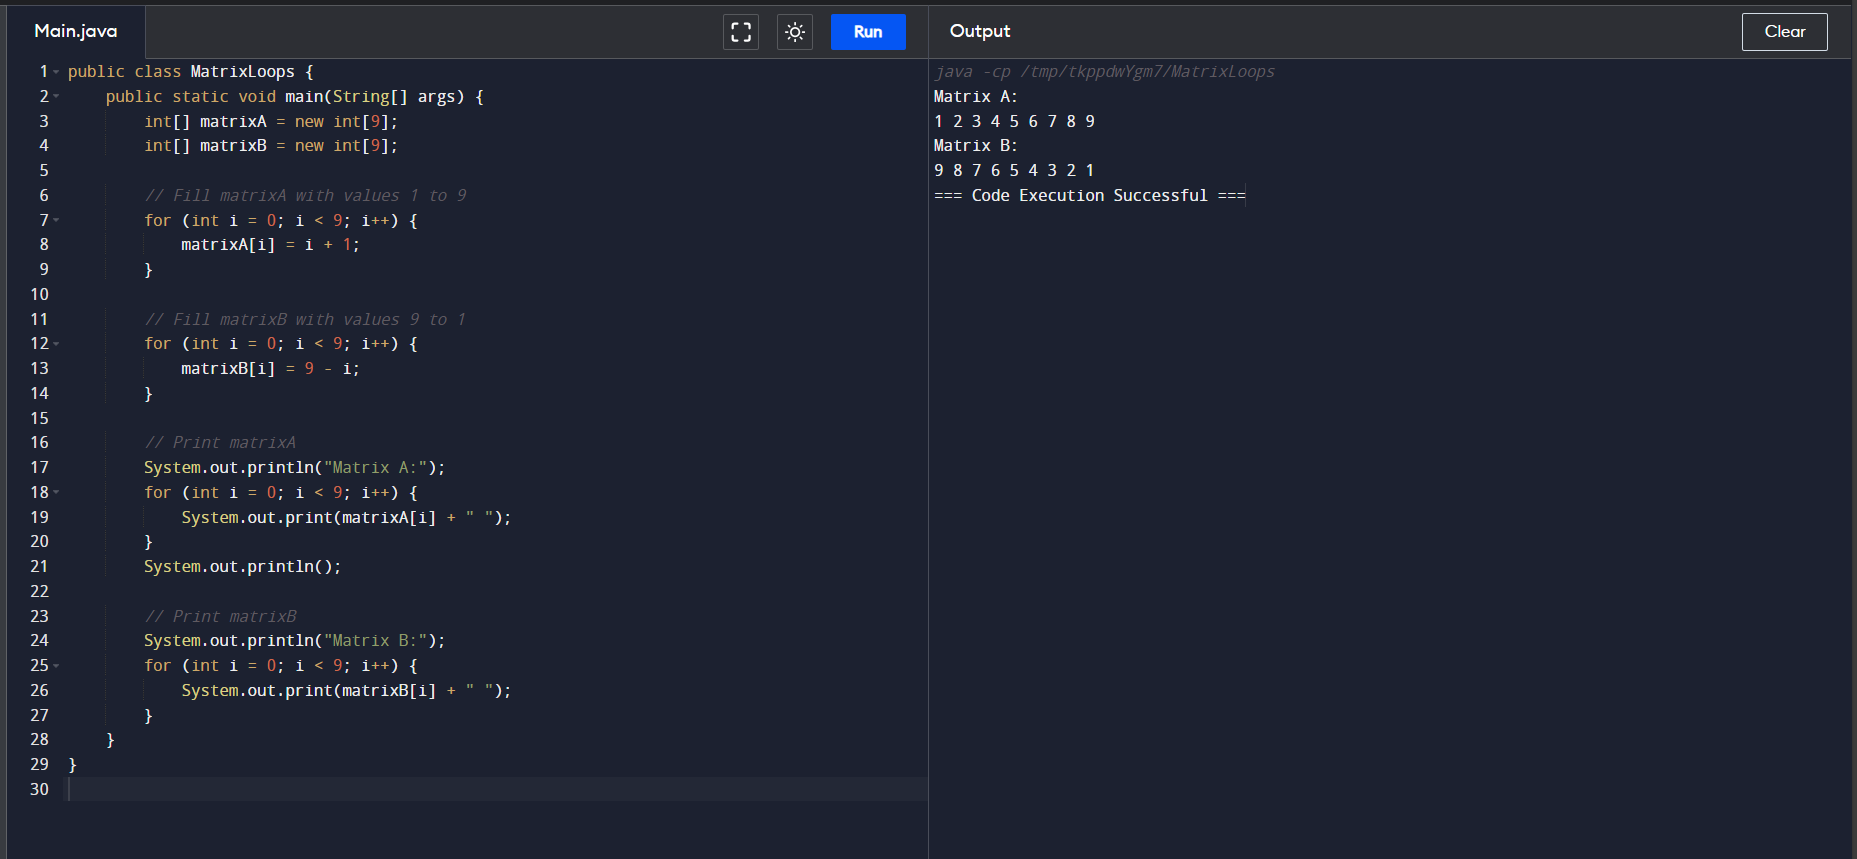 Main.java
Run
1 public class MatrixLoops {
2     public static void main(String[] args) {
3         int[] matrixA = new int[9];
4         int[] matrixB = new int[9];
5
6         // Fill matrixA with values 1 to 9
7         for (int i = 0; i < 9; i++) {
8             matrixA[i] = i + 1;
9         }
10
11         // Fill matrixB with values 9 to 1
12         for (int i = 0; i < 9; i++) {
13             matrixB[i] = 9 - i;
14         }
15
16         // Print matrixA
17         System.out.println("Matrix A:");
18         for (int i = 0; i < 9; i++) {
19             System.out.print(matrixA[i] + " ");
20         }
21         System.out.println();
22
23         // Print matrixB
24         System.out.println("Matrix B:");
25         for (int i = 0; i < 9; i++) {
26             System.out.print(matrixB[i] + " ");
27         }
28     }
29 }
30
Output
Clear
java -cp /tmp/tkppdwYgm7/MatrixLoops
Matrix A:
1 2 3 4 5 6 7 8 9
Matrix B:
9 8 7 6 5 4 3 2 1
=== Code Execution Successful ===